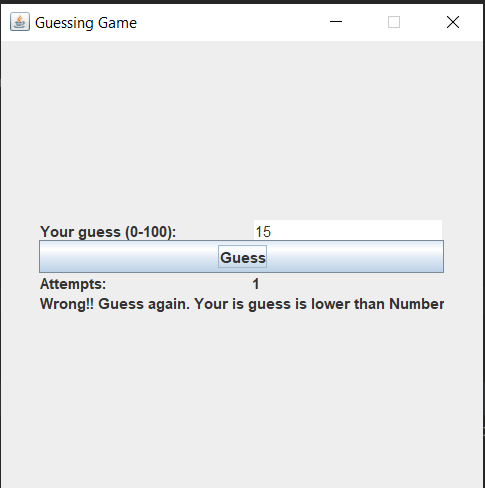 Guessing Game
Your guess (0-100): 15
Guess
Attempts: 1
Wrong!! Guess again. Your is guess is lower than Number